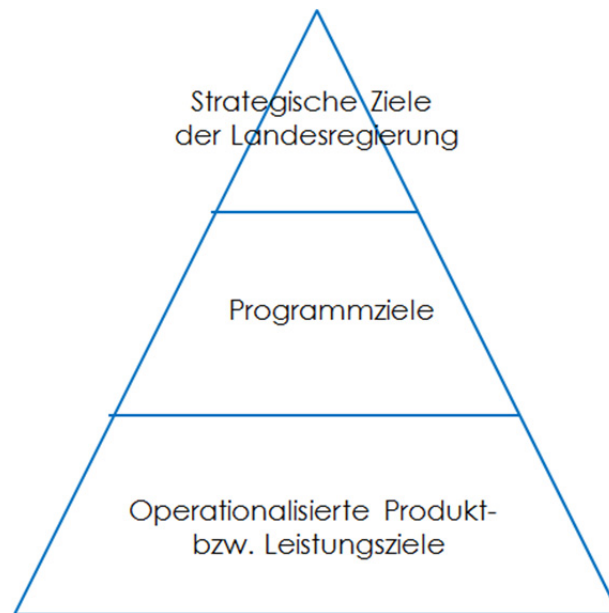 Strategische Ziele
der Landesregierung
Programmziele
Operationalisierte Produkt-
bzw. Leistungsziele